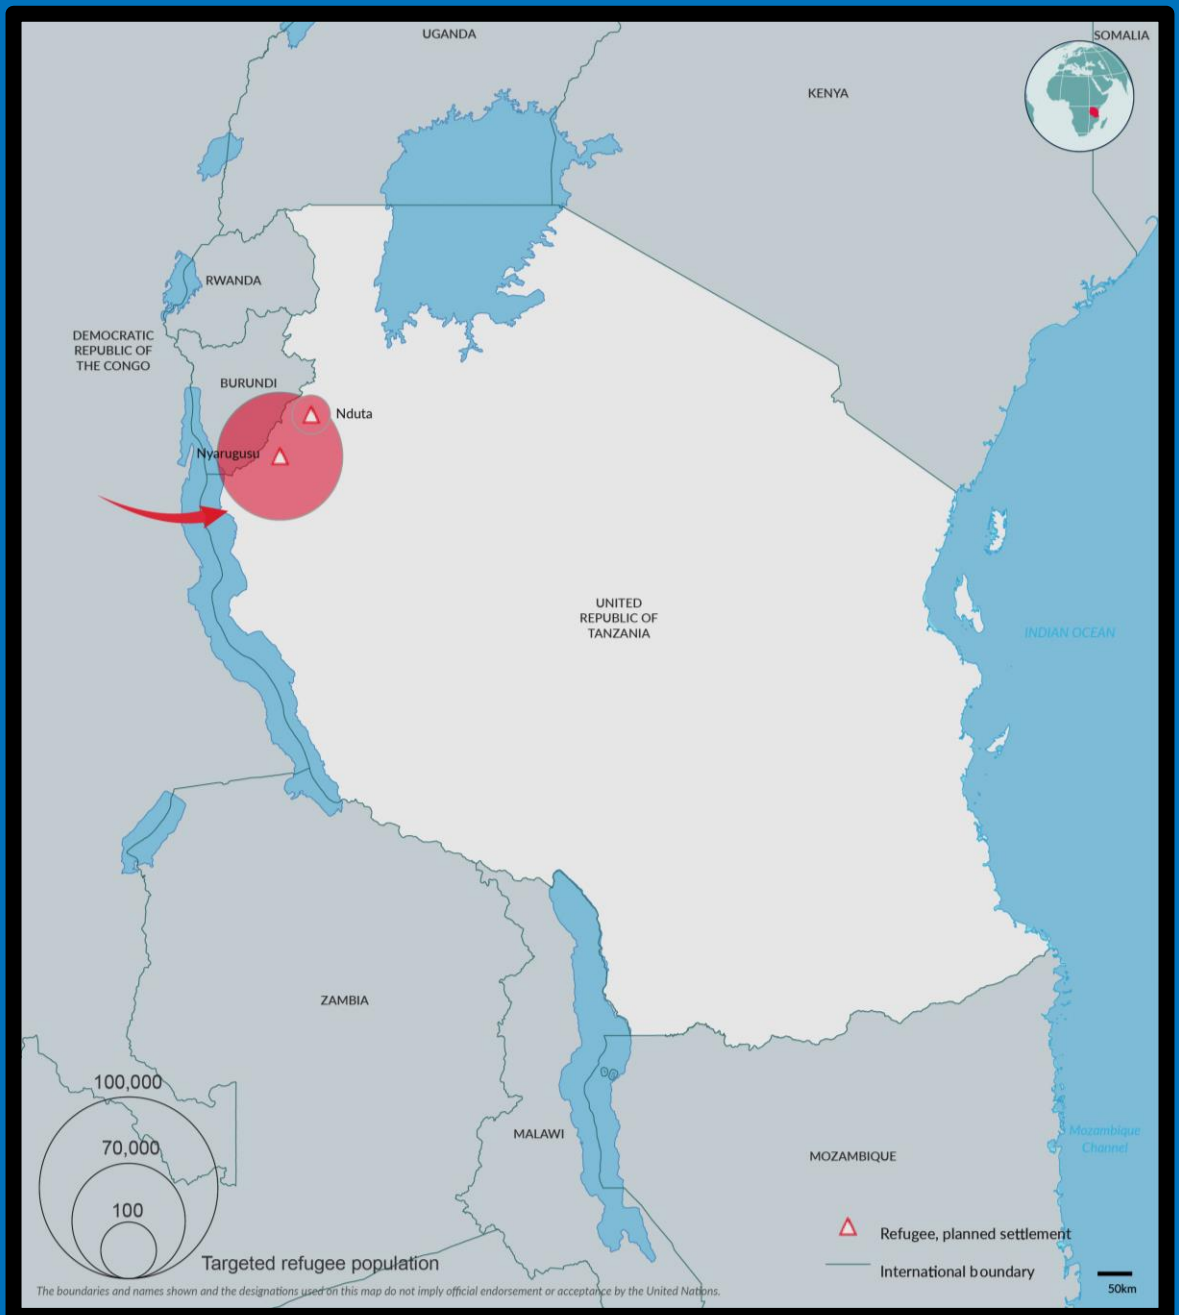 UGANDA
SOMALIA
KENYA
RWANDA
DEMOCRATIC
REPUBLIC OF
THE CONGO
BURUNDI
Nduta
Nyarugusu
UNITED
REPUBLIC OF
TANZANIA
INDIAN OCEAN
ZAMBIA
MALAWI
MOZAMBIQUE
Mozambique
Channel
100,000
70,000
100
Targeted refugee population
Refugee, planned settlement
International boundary
50km
The boundaries and names shown and the designations used on this map do not imply official endorsement or acceptance by the United Nations.